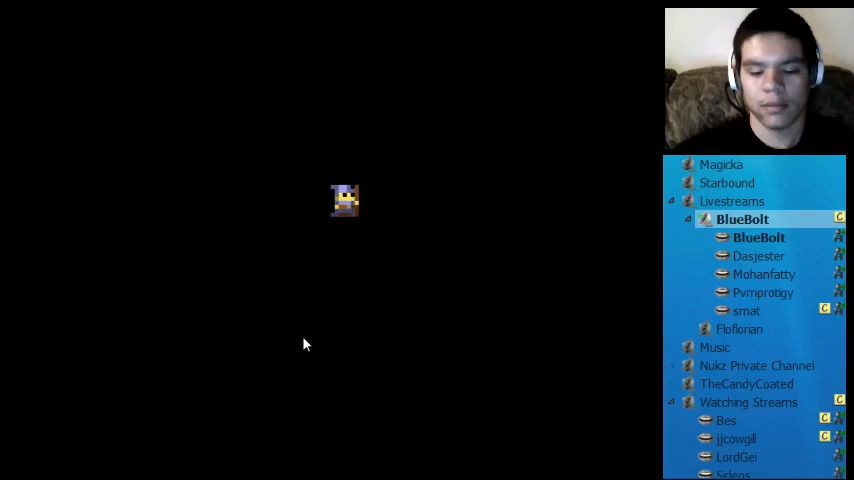 Magicka
Starbound
Livestreams
BlueBolt
BlueBolt
Dasjester
Mohanfatty
Pvmprotigy
smat
Floflorian
Music
Nukz Private Channel
TheCandyCoated
Watching Streams
Bes
jjcowgill
LordGei
Sideos